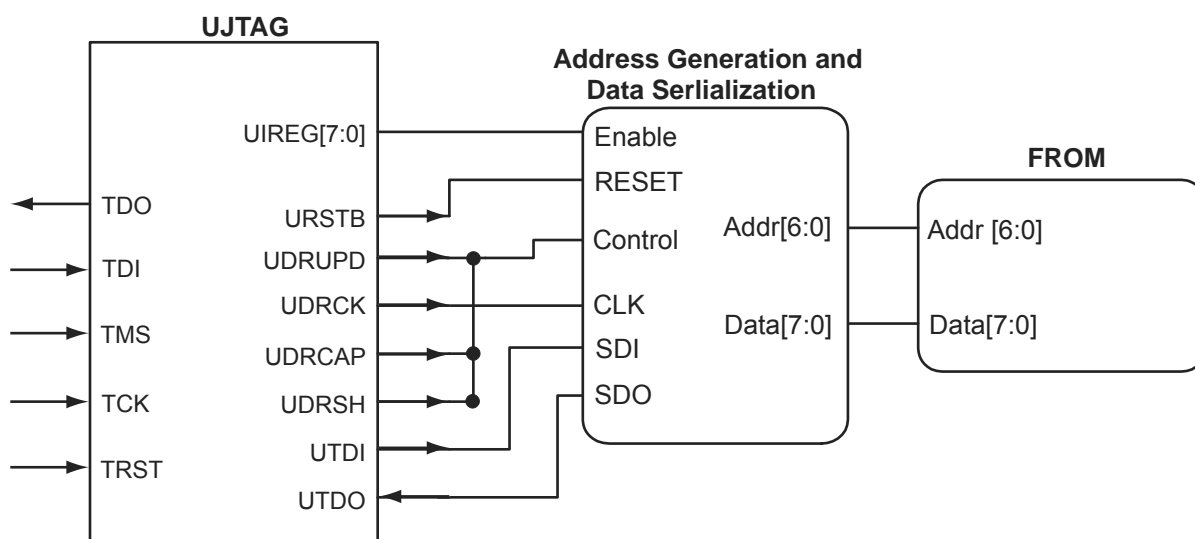 UJTAG
TDO
TDI
TMS
TCK
TRST
UIREG[7:0]
URSTB
UDRUPD
UDRCK
UDRCAP
UDRSH
UTDI
UTDO
Address Generation and
Data Serlialization
Enable
RESET
Control
CLK
SDI
SDO
Addr[6:0]
Data[7:0]
FROM
Addr [6:0]
Data[7:0]